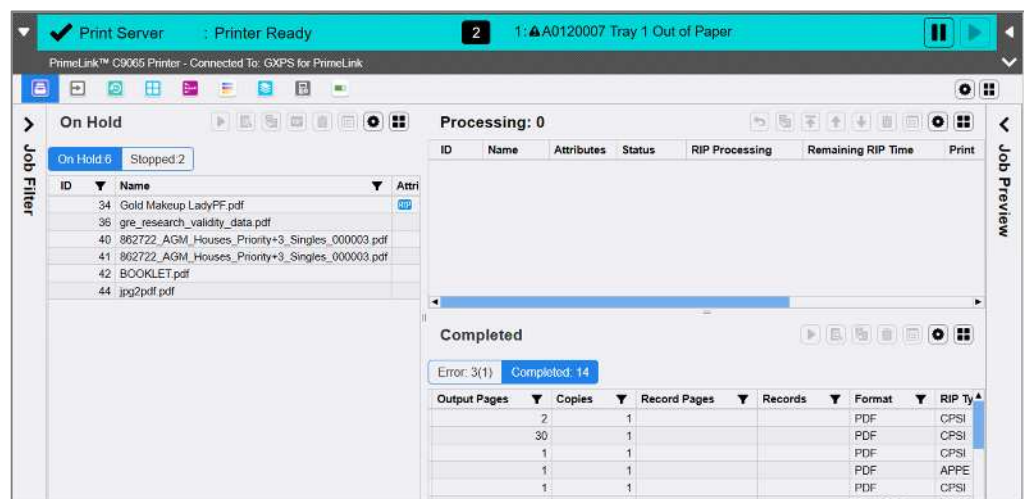 Print Server : Printer Ready 2 1: A0120007 Tray 1 Out of Paper
PrimeLink™ C9065 Printer - Connected To: GXPS for PrimeLink
Job Filter
On Hold
On Hold:6 Stopped:2
ID Name Attri
34 Gold Makeup LadyPF.pdf RIP
36 gre_research_validity_data.pdf
40 862722_AGM_Houses_Priority+3_Singles_000003.pdf
41 862722_AGM_Houses_Priority+3_Singles_000003.pdf
42 BOOKLET.pdf
44 jpg2pdf.pdf
Processing: 0
ID Name Attributes Status RIP Processing Remaining RIP Time Print
Completed
Error: 3(1) Completed: 14
Output Pages Copies Record Pages Records Format RIP Ty
2 1 PDF CPSI
30 1 PDF CPSI
1 1 PDF CPSI
1 1 PDF APPE
1 1 PDF CPSI
Job Preview